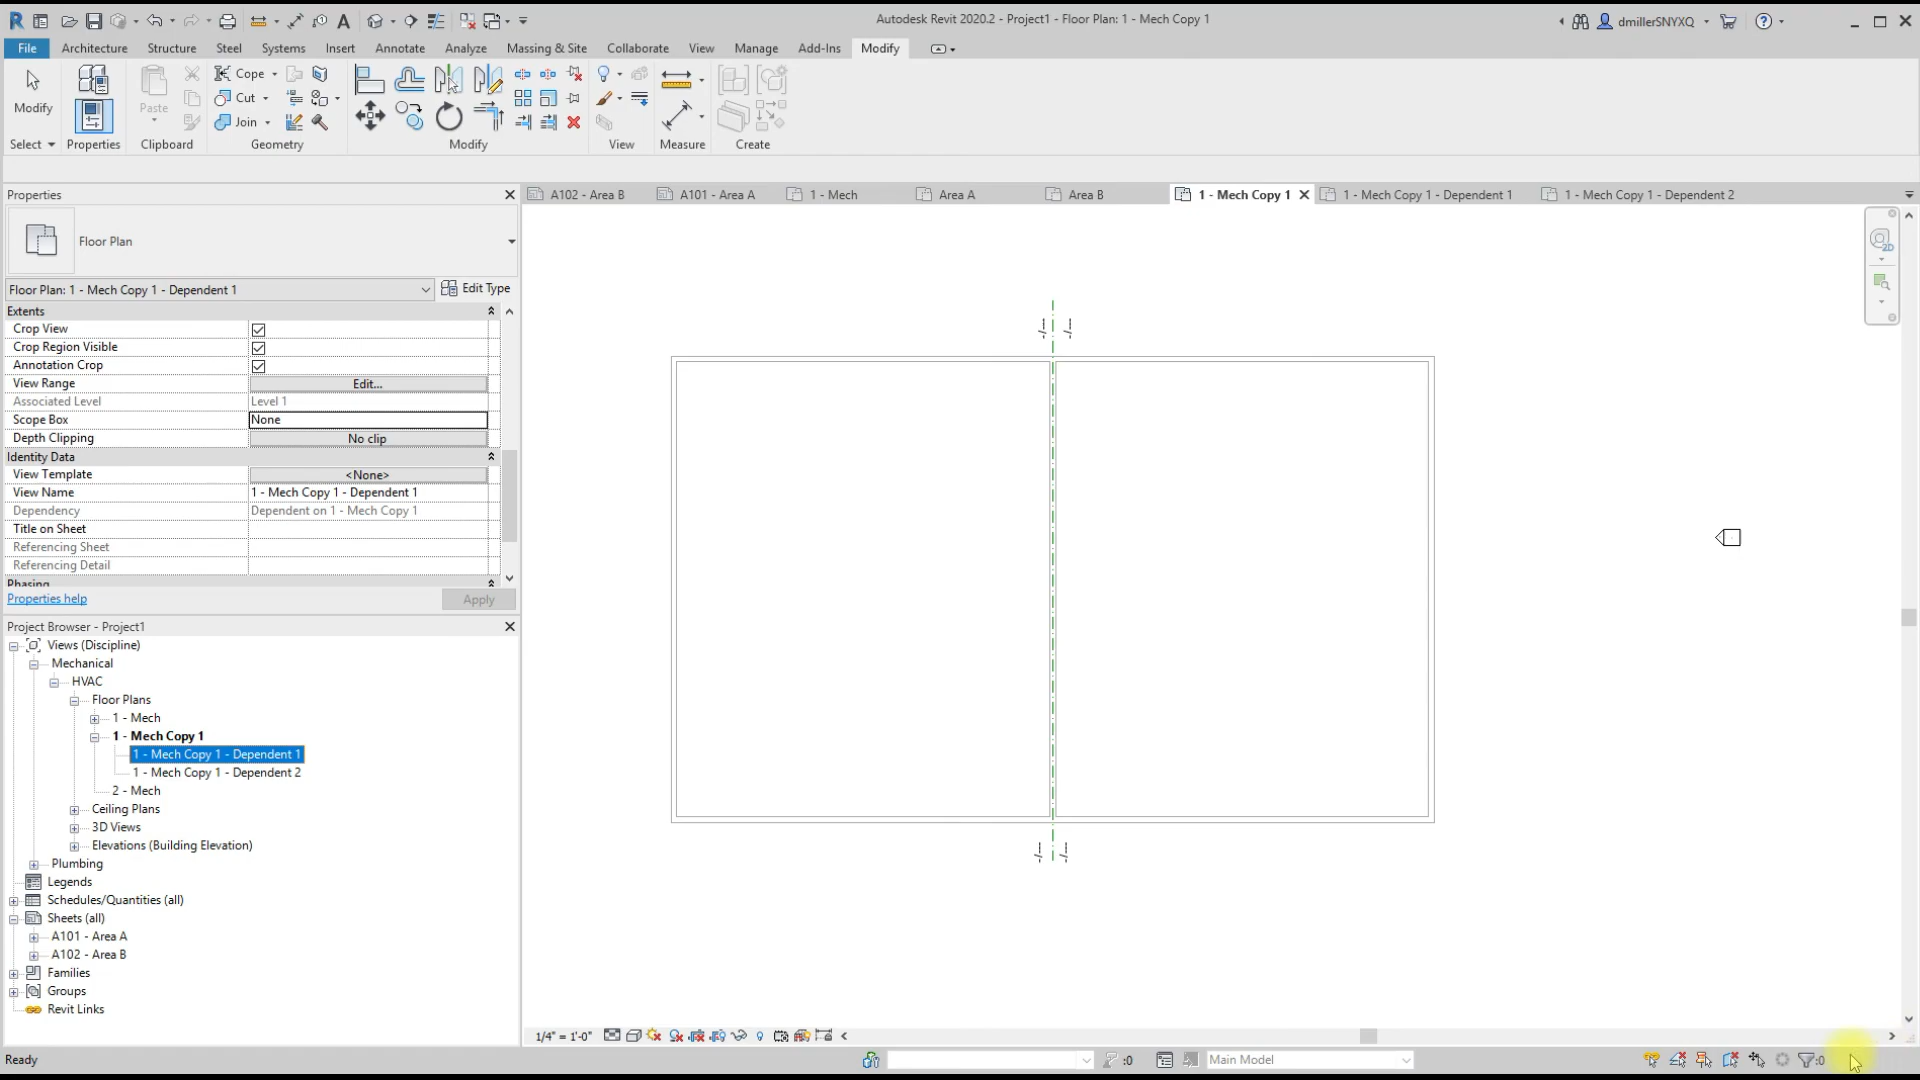 Autodesk Revit 2020.2 - Project1 - Floor Plan: 1 - Mech Copy 1
dmillerSNYXQ
File Architecture Structure Steel Systems Insert Annotate Analyze Massing & Site Collaborate View Manage Add-Ins Modify
Modify
Paste
Cope
Cut
Join
Select Properties Clipboard Geometry Modify View Measure Create
Properties
A102 - Area B
A101 - Area A
1 - Mech
Area A
Area B
1 - Mech Copy 1
1 - Mech Copy 1 - Dependent 1
1 - Mech Copy 1 - Dependent 2
2D
Floor Plan
Floor Plan: 1 - Mech Copy 1 - Dependent 1
Edit Type
Extents
Crop View
Crop Region Visible
Annotation Crop
View Range Edit...
Associated Level Level 1
Scope Box None
Depth Clipping No clip
Identity Data
View Template <None>
View Name 1 - Mech Copy 1 - Dependent 1
Dependency Dependent on 1 - Mech Copy 1
Title on Sheet
Referencing Sheet
Referencing Detail
Phasing
Properties help
Apply
Project Browser - Project1
Views (Discipline)
Mechanical
HVAC
Floor Plans
1 - Mech
1 - Mech Copy 1
1 - Mech Copy 1 - Dependent 1
1 - Mech Copy 1 - Dependent 2
2 - Mech
Ceiling Plans
3D Views
Elevations (Building Elevation)
Plumbing
Legends
Schedules/Quantities (all)
Sheets (all)
A101 - Area A
A102 - Area B
Families
Groups
Revit Links
1/4" = 1'-0"
Ready
:0
Main Model
:0